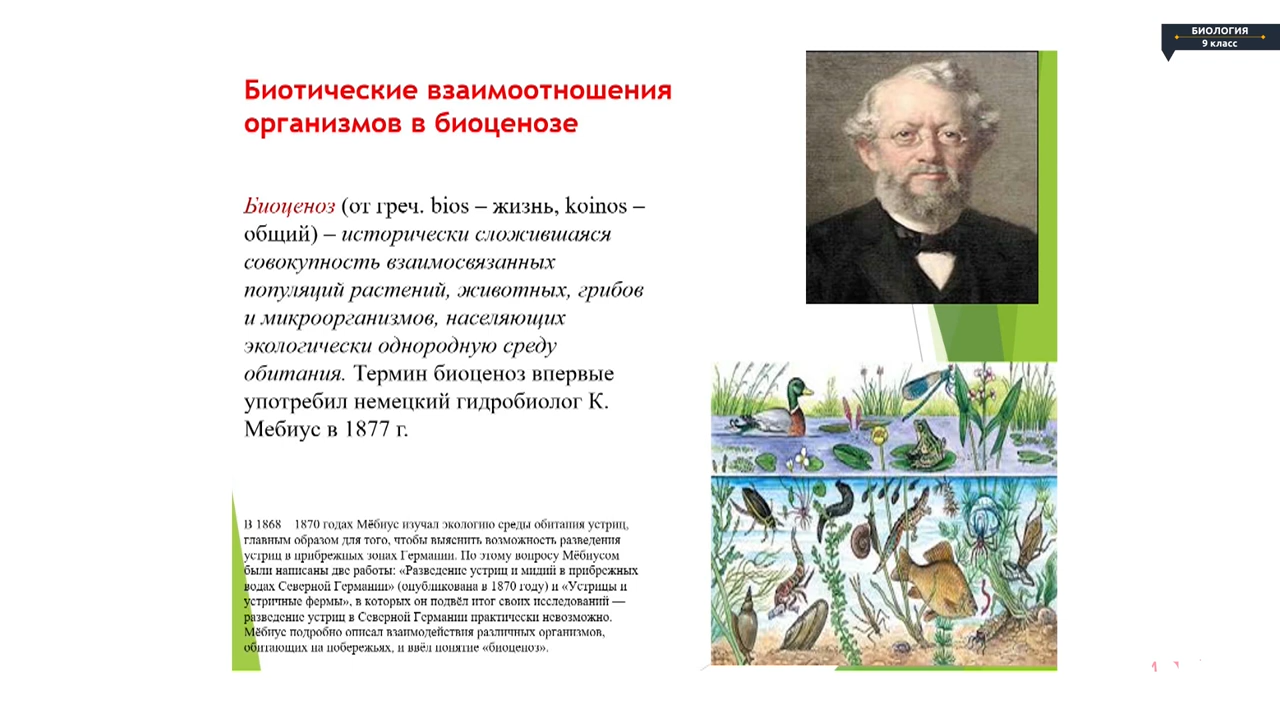 БИОЛОГИЯ
9 класс
Биотические взаимоотношения
организмов в биоценозе
Биоценоз (от греч. bios – жизнь, koinos –
общий) – исторически сложившаяся
совокупность взаимосвязанных
популяций растений, животных, грибов
и микроорганизмов, населяющих
экологически однородную среду
обитания. Термин биоценоз впервые
употребил немецкий гидробиолог К.
Мебиус в 1877 г.
В 1868 1870 годах Мёбиус изучал экологию среды обитания устриц,
главным образом для того, чтобы выяснить возможность разведения
устриц в прибрежных зонах Германии. По этому вопросу Мёбиусом
были написаны две работы: «Разведение устриц и мидий в прибрежных
водах Северной Германии» (опубликована в 1870 году) и «Устрицы и
устричные фермы», в которых он подвёл итог своих исследований —
разведение устриц в Северной Германии практически невозможно.
Мёбиус подробно описал взаимодействия различных организмов,
обитающих на побережьях, и ввёл понятие «биоценоз».